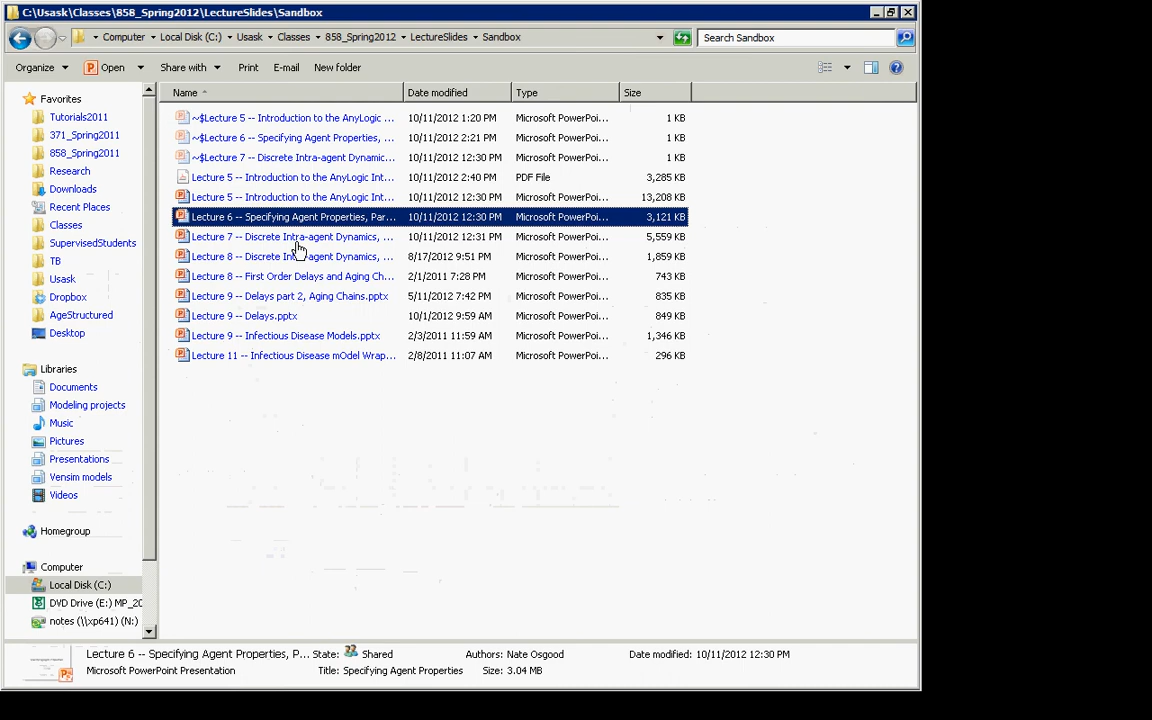 C:\Usask\Classes\858_Spring2012\LectureSlides\Sandbox
Computer Local Disk (C:) Usask Classes 858_Spring2012 LectureSlides Sandbox Search Sandbox
Organize Open Share with Print E-mail New folder
Name Date modified Type Size
Favorites
Tutorials2011
371_Spring2011
858_Spring2011
Research
Downloads
Recent Places
Classes
SupervisedStudents
TB
Usask
Dropbox
AgeStructured
Desktop
Libraries
Documents
Modeling projects
Music
Pictures
Presentations
Vensim models
Videos
Homegroup
Computer
Local Disk (C:)
DVD Drive (E:) MP_20
notes (\\xp641) (N:)
~$Lecture 5 -- Introduction to the AnyLogic ... 10/11/2012 1:20 PM Microsoft PowerPoi... 1 KB
~$Lecture 6 -- Specifying Agent Properties, ... 10/11/2012 2:21 PM Microsoft PowerPoi... 1 KB
~$Lecture 7 -- Discrete Intra-agent Dynamic... 10/11/2012 12:30 PM Microsoft PowerPoi... 1 KB
Lecture 5 -- Introduction to the AnyLogic Int... 10/11/2012 2:40 PM PDF File 3,285 KB
Lecture 5 -- Introduction to the AnyLogic Int... 10/11/2012 12:30 PM Microsoft PowerPoi... 13,208 KB
Lecture 6 -- Specifying Agent Properties, Par... 10/11/2012 12:30 PM Microsoft PowerPoi... 3,121 KB
Lecture 7 -- Discrete Intra-agent Dynamics, ... 10/11/2012 12:31 PM Microsoft PowerPoi... 5,559 KB
Lecture 8 -- Discrete Int -agent Dynamics, ... 8/17/2012 9:51 PM Microsoft PowerPoi... 1,859 KB
Lecture 8 -- First Order Delays and Aging Ch... 2/1/2011 7:28 PM Microsoft PowerPoi... 743 KB
Lecture 9 -- Delays part 2, Aging Chains.pptx 5/11/2012 7:42 PM Microsoft PowerPoi... 835 KB
Lecture 9 -- Delays.pptx 10/1/2012 9:59 AM Microsoft PowerPoi... 849 KB
Lecture 9 -- Infectious Disease Models.pptx 2/3/2011 11:59 AM Microsoft PowerPoi... 1,346 KB
Lecture 11 -- Infectious Disease mOdel Wrap... 2/8/2011 11:07 AM Microsoft PowerPoi... 296 KB
Lecture 6 -- Specifying Agent Properties, P... State: Shared Authors: Nate Osgood Date modified: 10/11/2012 12:30 PM
Microsoft PowerPoint Presentation Title: Specifying Agent Properties Size: 3.04 MB